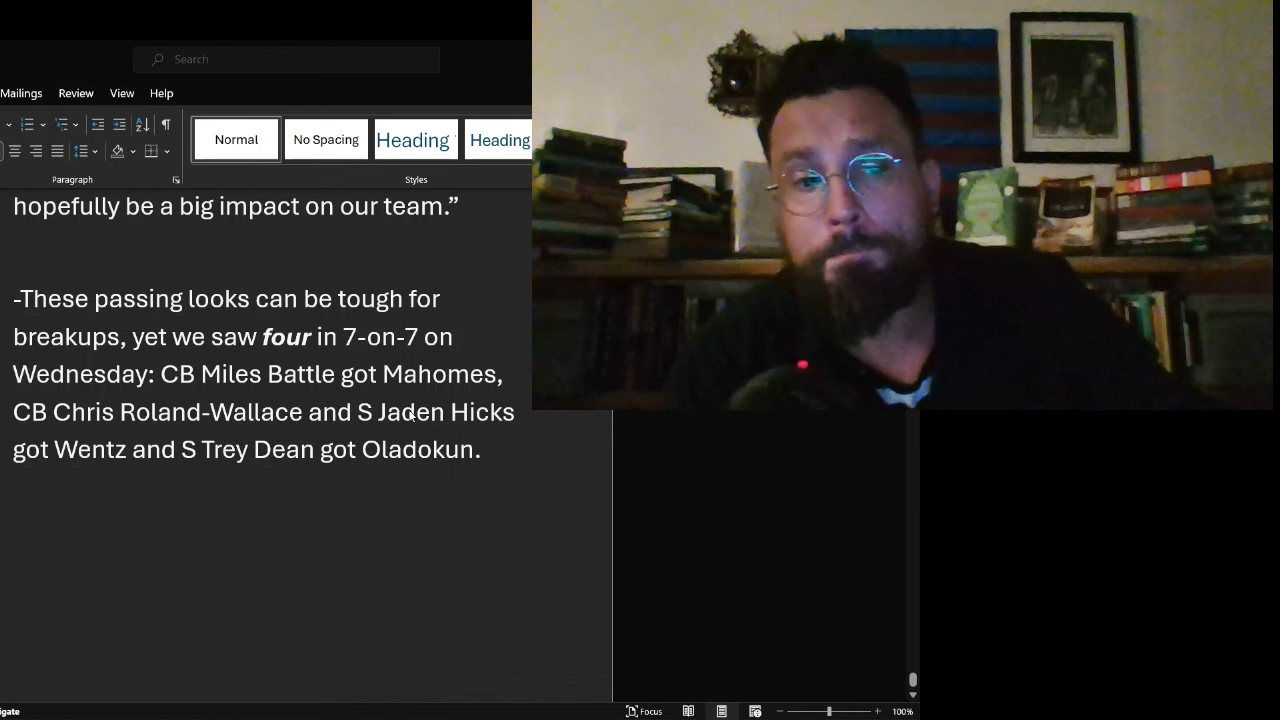 Search
Mailings Review View Help
Normal No Spacing Heading Heading
Paragraph Styles
hopefully be a big impact on our team.”
-These passing looks can be tough for
breakups, yet we saw four in 7-on-7 on
Wednesday: CB Miles Battle got Mahomes,
CB Chris Roland-Wallace and S Jaden Hicks
got Wentz and S Trey Dean got Oladokun.
Focus 100%